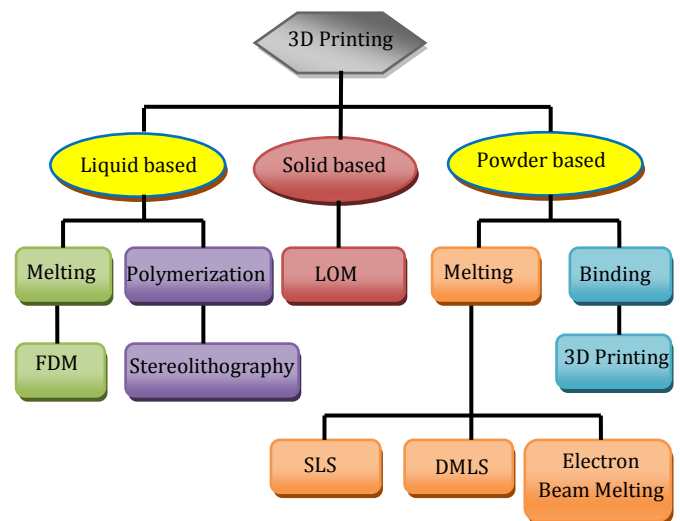 3D Printing
Liquid based
Solid based
Powder based
Melting
Polymerization
LOM
Melting
Binding
FDM
Stereolithography
3D Printing
SLS
DMLS
Electron
Beam Melting